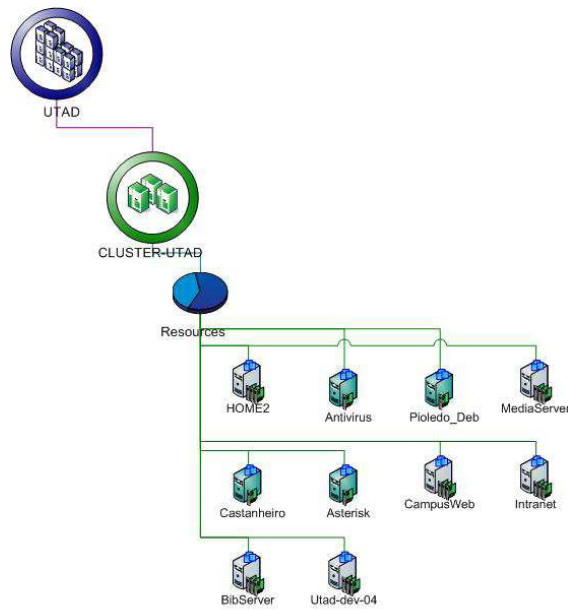 UTAD
CLUSTER-UTAD
Resources
HOME2
Antivirus
Pioledo_Deb
MediaServer
Castanheiro
Asterisk
CampusWeb
Intranet
BibServer
Utad-dev-04